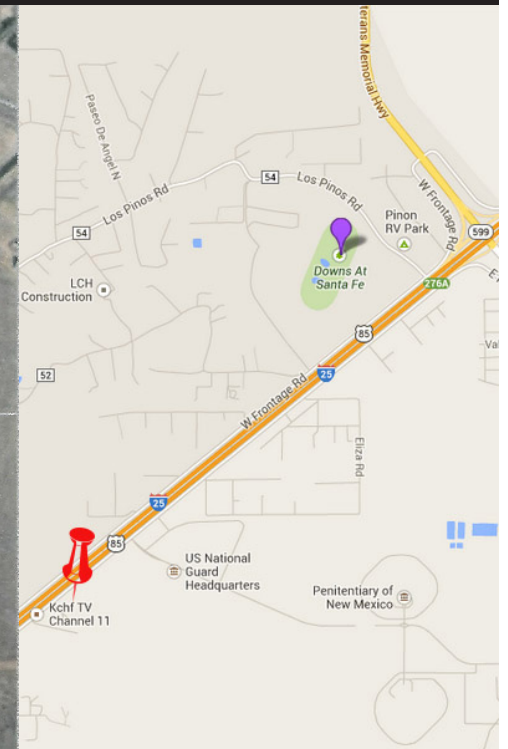 terans Memorial Hwy
Paseo De Angel N
54
Los Pinos Rd
Los Pinos Rd
W Frontage Rd
Pinon
RV Park
599
54
Downs At
Santa Fe
276A
E
LCH
Construction
85
Val
25
52
W Frontage Rd
Eliza Rd
25
85
US National
Guard
Headquarters
Penitentiary of
New Mexico
Kchf TV
Channel 11